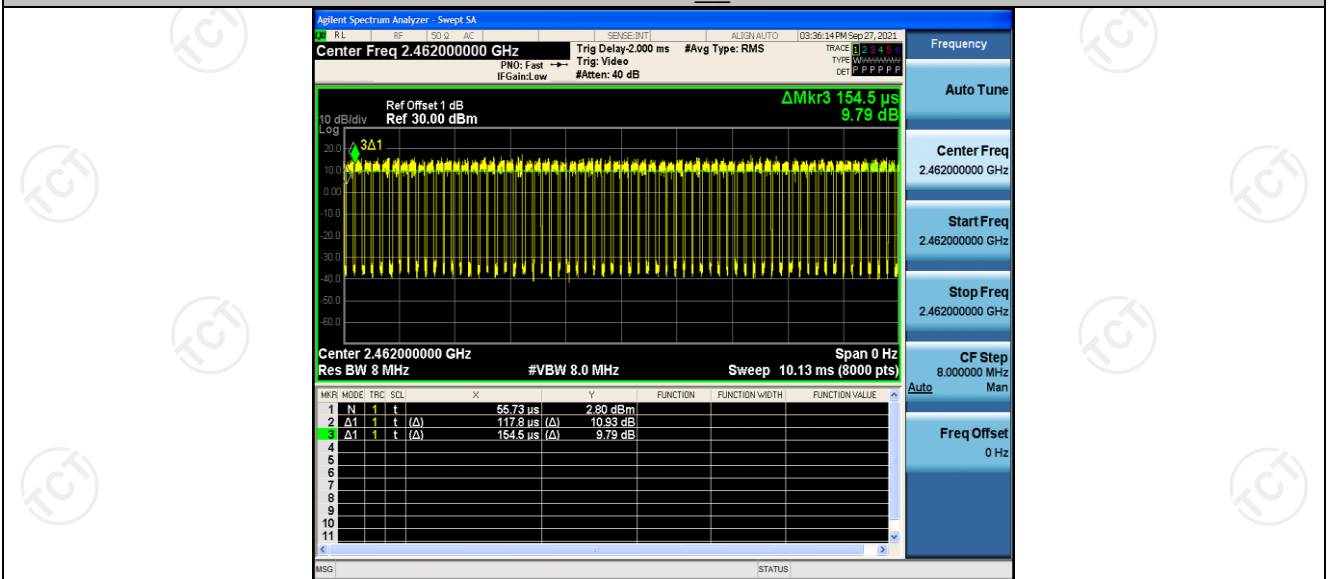 Agilent Spectrum Analyzer - Swept SA
RL RF 50 Ω AC SENSE:INT ALIGN AUTO 03:36:14 PM Sep 27, 2021
Center Freq 2.462000000 GHz Trig Delay-2.000 ms #Avg Type: RMS TRACE 1 2 3 4 5 6
PNO: Fast Trig: Video TYPE
IFGain:Low #Atten: 40 dB DET P P P P P P
Ref Offset 1 dB ΔMkr3 154.5 µs
10 dB/div Ref 30.00 dBm 9.79 dB
Log
20.0
3Δ1
10.0
0.00
-10.0
-20.0
-30.0
-40.0
-50.0
-60.0
Center 2.462000000 GHz Span 0 Hz
Res BW 8 MHz #VBW 8.0 MHz Sweep 10.13 ms (8000 pts)
MKR MODE TRC SCL X Y FUNCTION FUNCTION WIDTH FUNCTION VALUE
1 N 1 t 55.73 µs 2.80 dBm
2 Δ1 1 t (Δ) 117.8 µs (Δ) 10.93 dB
3 Δ1 1 t (Δ) 154.5 µs (Δ) 9.79 dB
4
5
6
7
8
9
10
11
MSG STATUS
Frequency
Auto Tune
Center Freq
2.462000000 GHz
Start Freq
2.462000000 GHz
Stop Freq
2.462000000 GHz
CF Step
8.000000 MHz
Auto Man
Freq Offset
0 Hz
TCT
TCT
TCT
TCT
TCT
TCT
TCT
TCT